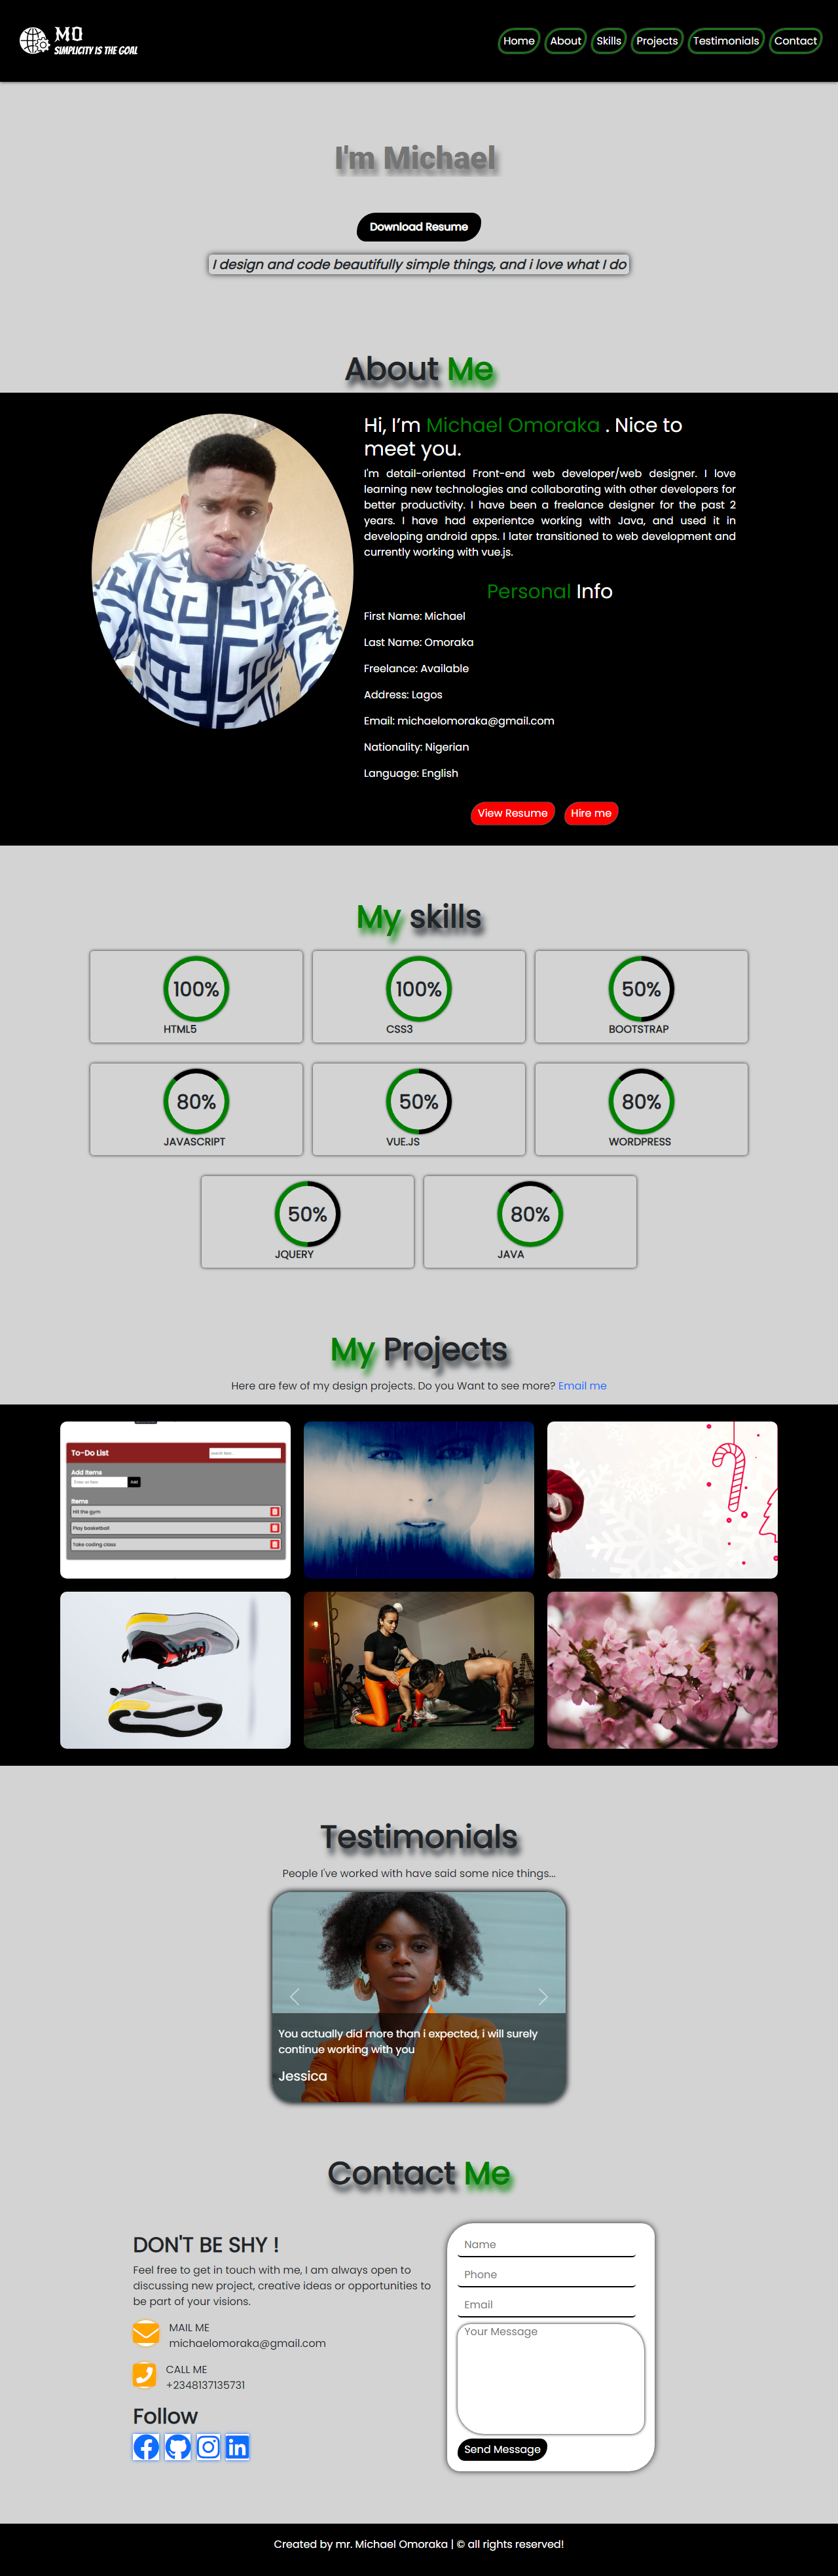 MO
SIMPLICITY IS THE GOAL
Home About Skills Projects Testimonials Contact
I'm Michael
Download Resume
I design and code beautifully simple things, and i love what I do
About Me
Hi, I’m Michael Omoraka . Nice to
meet you.
I'm detail-oriented Front-end web developer/web designer. I love
learning new technologies and collaborating with other developers for
better productivity. I have been a freelance designer for the past 2
years. I have had experientce working with Java, and used it in
developing android apps. I later transitioned to web development and
currently working with vue.js.
Personal Info
First Name: Michael
Last Name: Omoraka
Freelance: Available
Address: Lagos
Email: michaelomoraka@gmail.com
Nationality: Nigerian
Language: English
View Resume Hire me
My skills
100% 100% 50%
HTML5 CSS3 BOOTSTRAP
80% 50% 80%
JAVASCRIPT VUE.JS WORDPRESS
50% 80%
JQUERY JAVA
My Projects
Here are few of my design projects. Do you Want to see more? Email me
To-Do List
Add Items
Add
Items
Hit the gym
Play basketball
Take coding class
Testimonials
People I've worked with have said some nice things...
You actually did more than i expected, i will surely
continue working with you
Jessica
Contact Me
DON'T BE SHY !
Feel free to get in touch with me, I am always open to
discussing new project, creative ideas or opportunities to
be part of your visions.
MAIL ME
michaelomoraka@gmail.com
CALL ME
+2348137135731
Follow
Name
Phone
Email
Your Message
Send Message
Created by mr. Michael Omoraka | © all rights reserved!